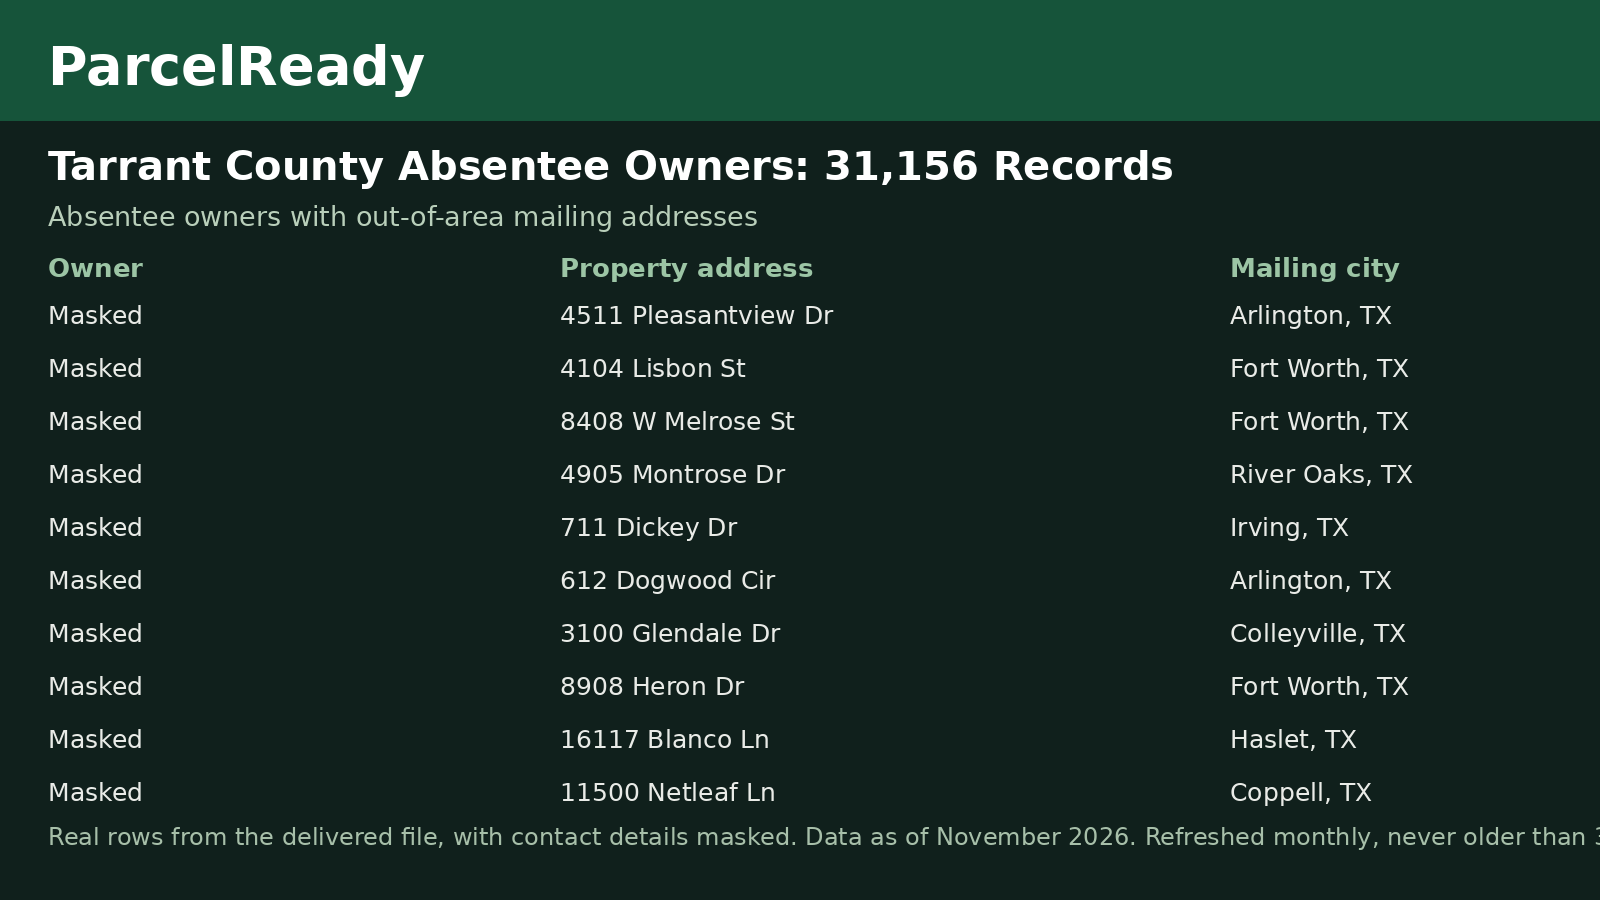 ParcelReady
Tarrant County Absentee Owners: 31,156 Records
Absentee owners with out-of-area mailing addresses
Owner Property address Mailing city
Masked 4511 Pleasantview Dr Arlington, TX
Masked 4104 Lisbon St Fort Worth, TX
Masked 8408 W Melrose St Fort Worth, TX
Masked 4905 Montrose Dr River Oaks, TX
Masked 711 Dickey Dr Irving, TX
Masked 612 Dogwood Cir Arlington, TX
Masked 3100 Glendale Dr Colleyville, TX
Masked 8908 Heron Dr Fort Worth, TX
Masked 16117 Blanco Ln Haslet, TX
Masked 11500 Netleaf Ln Coppell, TX
Real rows from the delivered file, with contact details masked. Data as of November 2026. Refreshed monthly, never older than